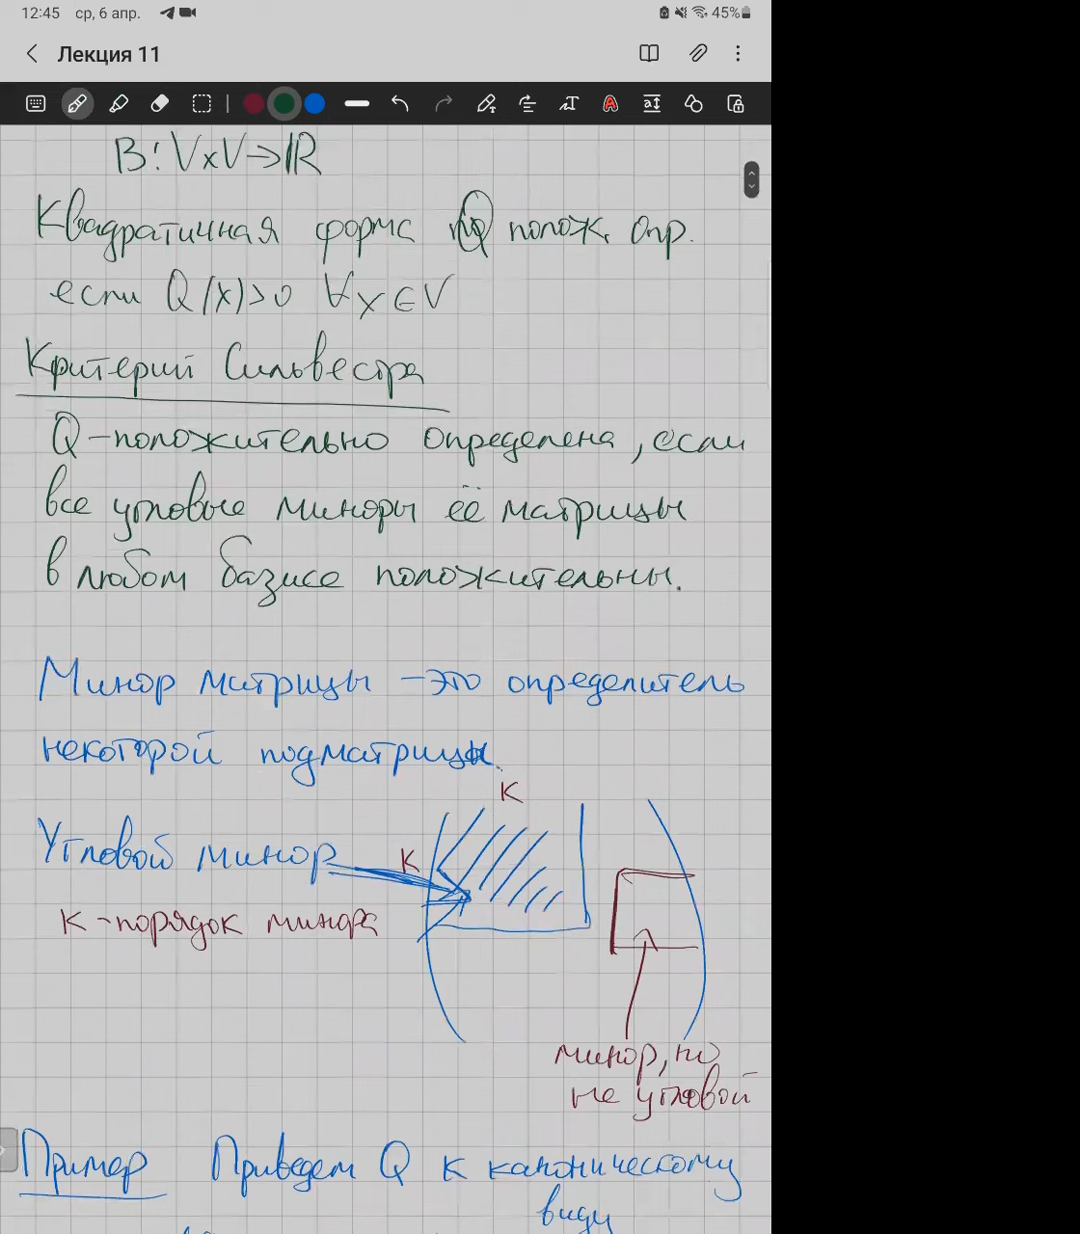 12:45 ср, 6 апр. 45%
Лекция 11
B: V×V→ℝ
Квадратичная форма Q полож. опр.
если Q(x)>0 ∀x∈V
Критерий Сильвестра
Q-положительно определена, если
все угловые миноры её матрицы
в любом базисе положительны.
Минор матрицы – это определитель
некоторой подматрицы.
К
Угловой минор
К
К-порядок минора
минор, но
не угловой
Пример Приведем Q к каноническому
виду